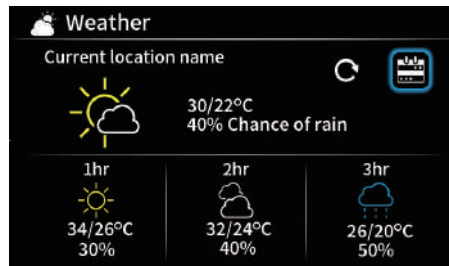 Weather
Current location name
30/22°C
40% Chance of rain
1hr 2hr 3hr
34/26°C 32/24°C 26/20°C
30% 40% 50%